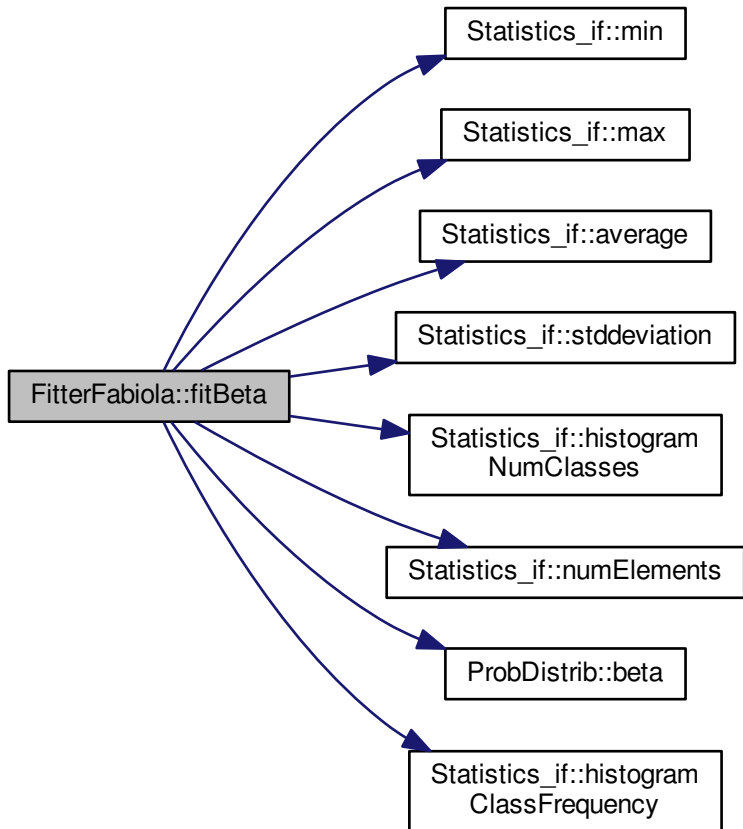 Statistics_if::min
Statistics_if::max
Statistics_if::average
Statistics_if::stddeviation
FitterFabiola::fitBeta
Statistics_if::histogram
NumClasses
Statistics_if::numElements
ProbDistrib::beta
Statistics_if::histogram
ClassFrequency